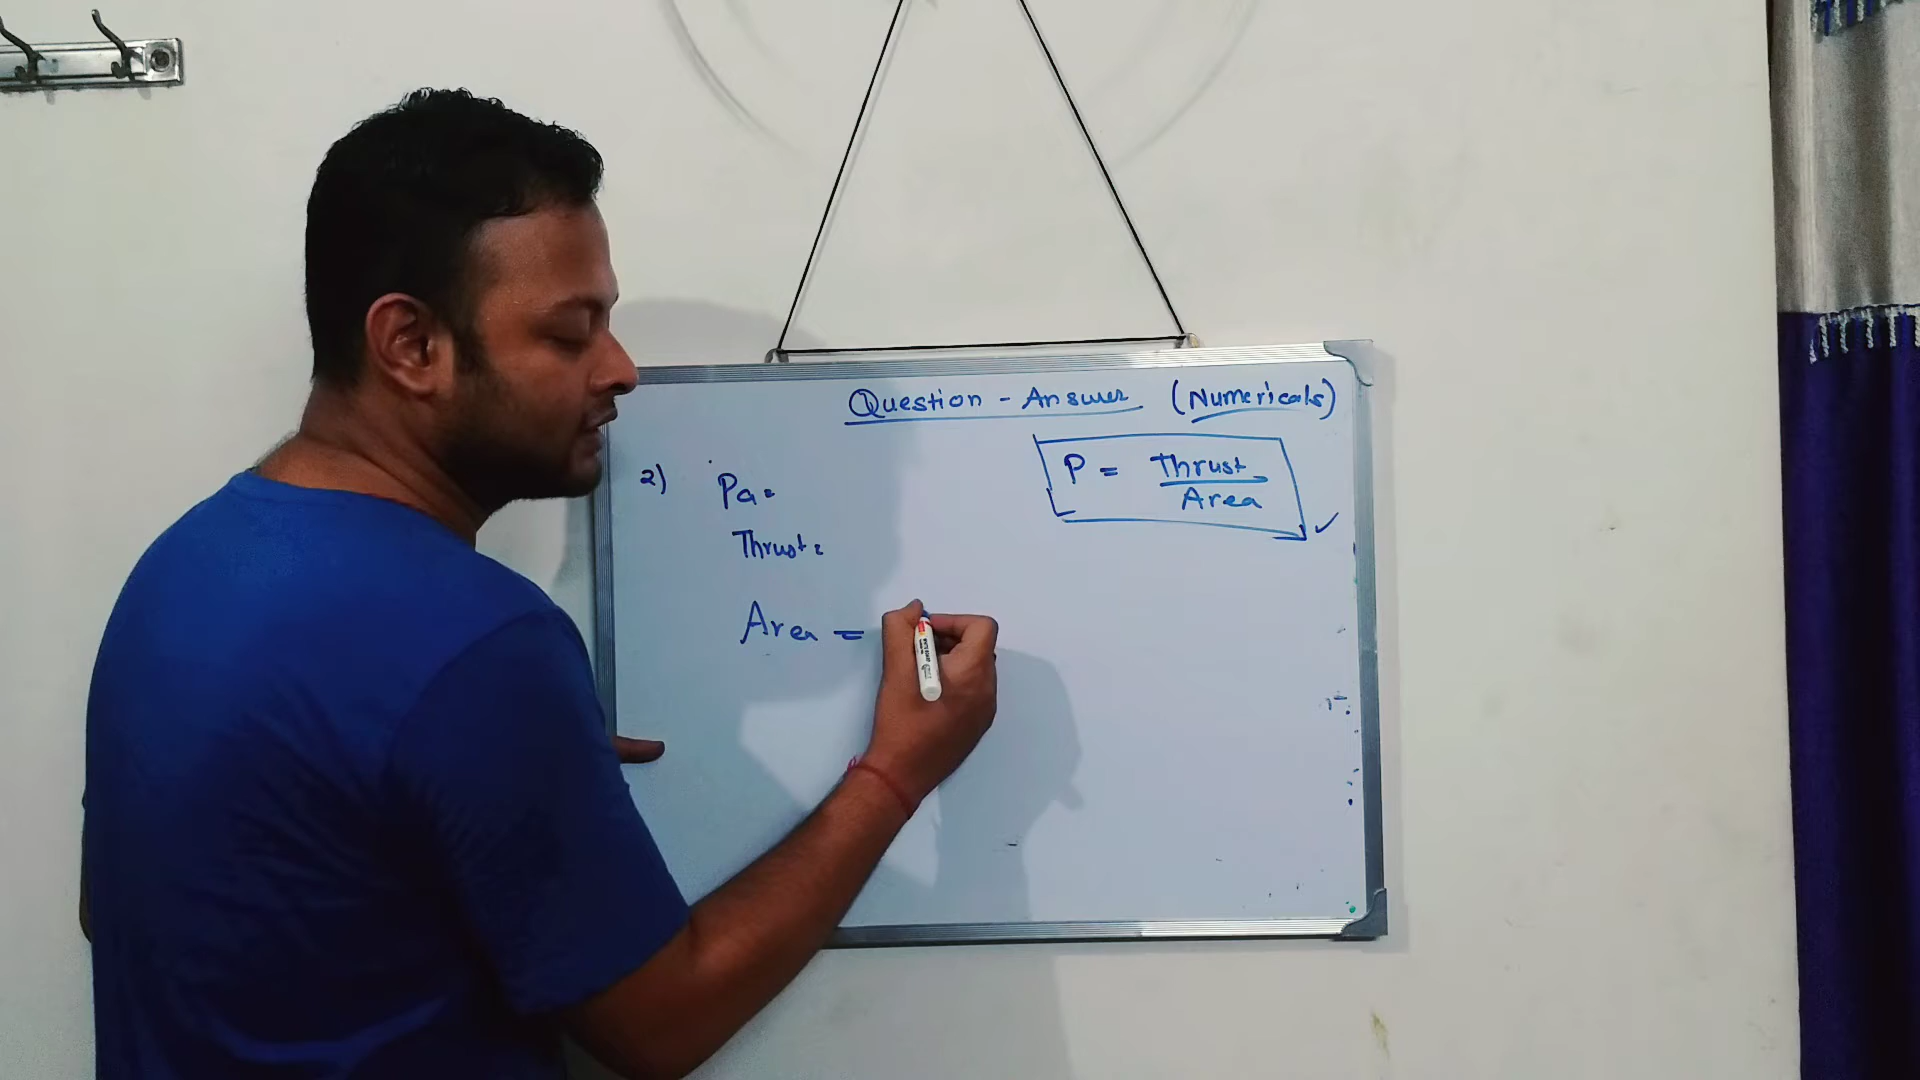 Question - Answer (Numericals)
P = Thrust / Area
2) Pa=
Thrust=
Area =